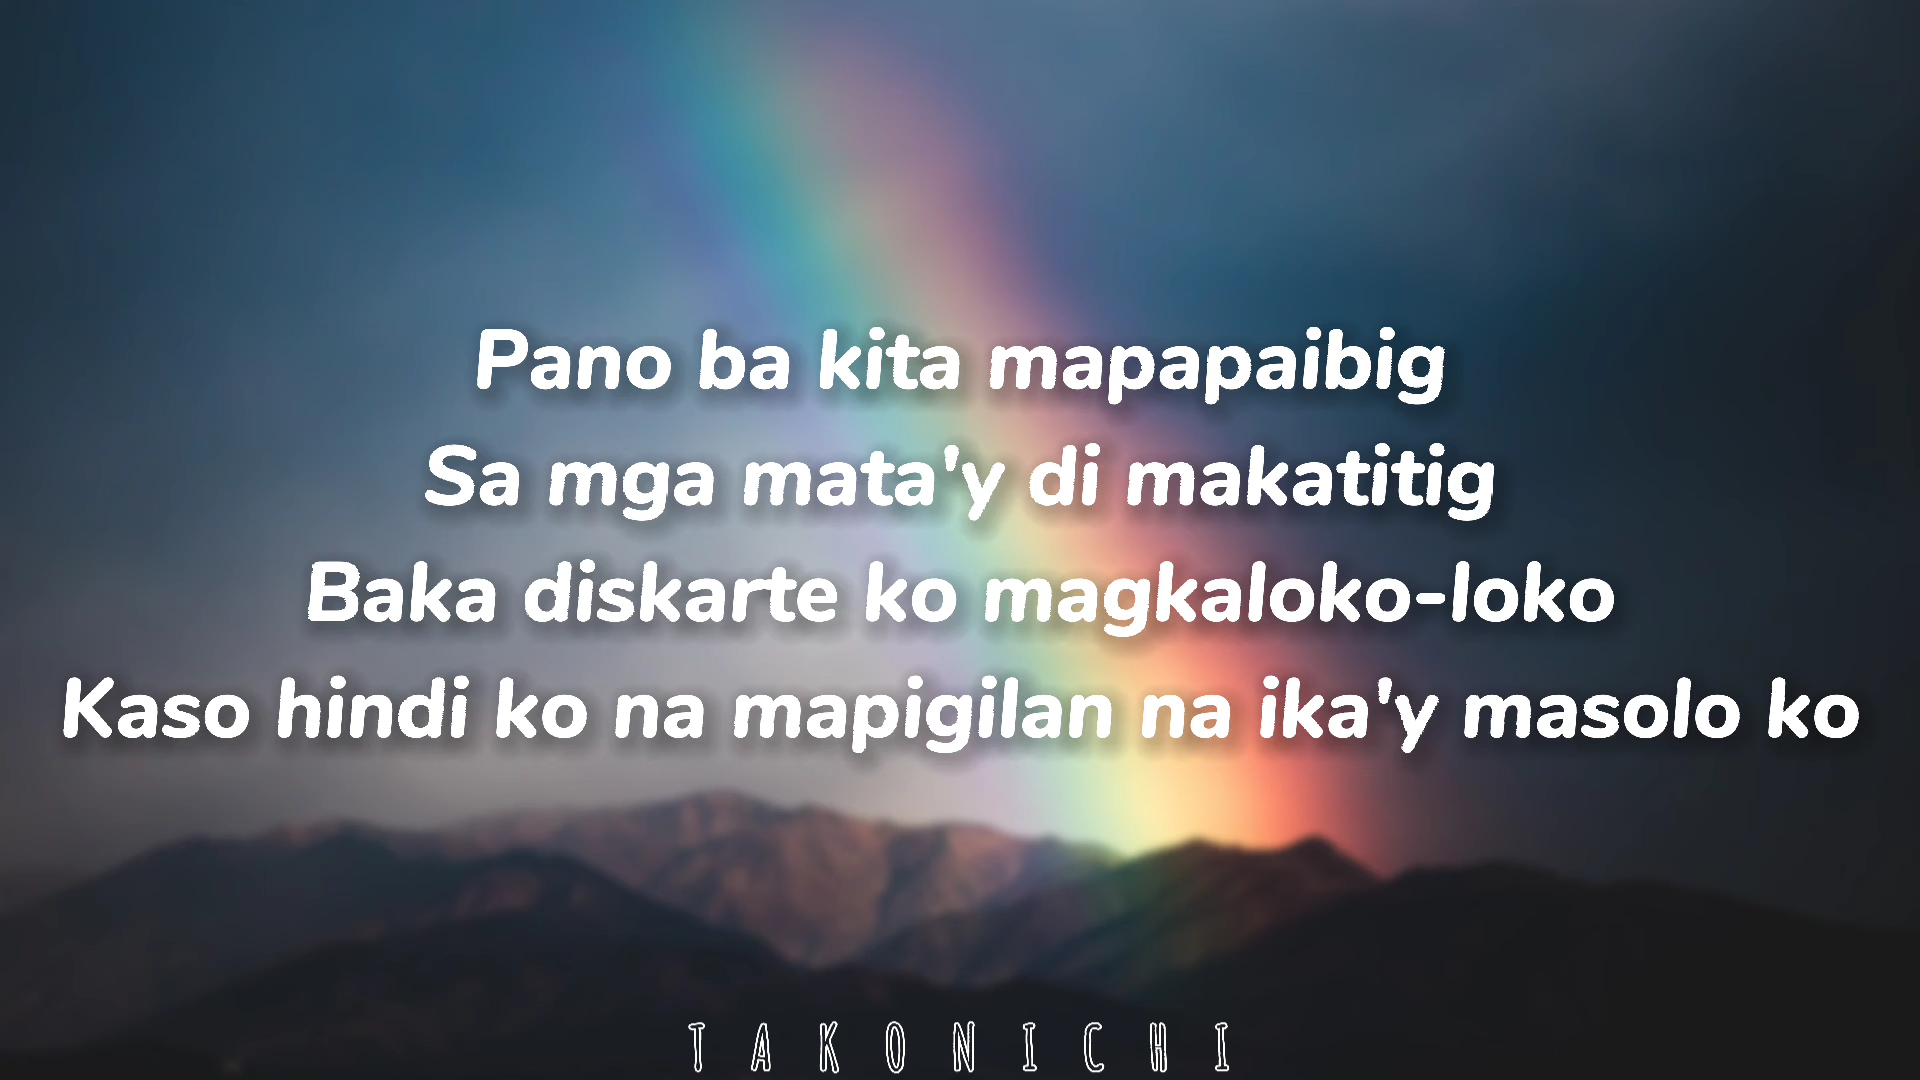 Pano ba kita mapapaibig
Sa mga mata'y di makatitig
Baka diskarte ko magkaloko-loko
Kaso hindi ko na mapigilan na ika'y masolo ko
TAKONICHI